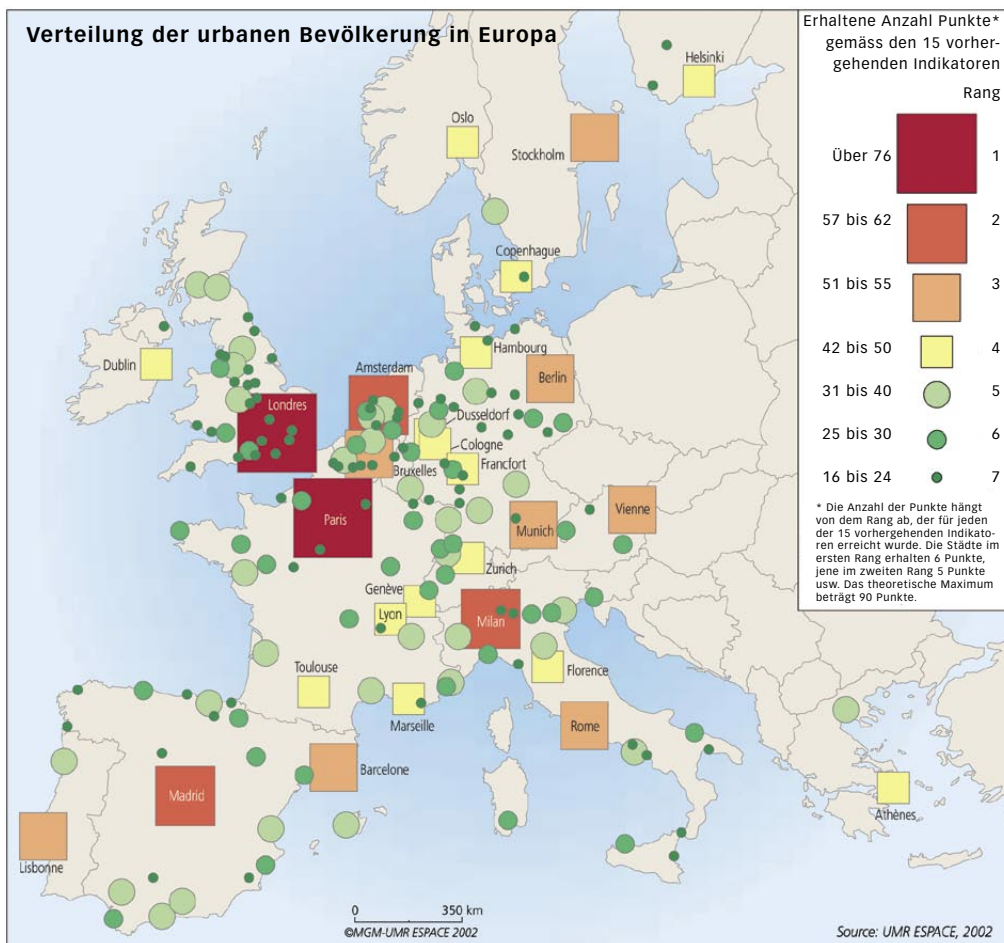 Verteilung der urbanen Bevölkerung in Europa
Helsinki
Oslo
Stockholm
Copenhague
Dublin
Hambourg
Amsterdam
Berlin
Londres
Dusseldorf
Cologne
Bruxelles
Francfort
Paris
Munich
Vienne
Zurich
Genève
Lyon
Milan
Toulouse
Florence
Marseille
Rome
Barcelone
Madrid
Athènes
Lisbonne
0 350 km
©MGM-UMR ESPACE 2002
Source: UMR ESPACE, 2002
Erhaltene Anzahl Punkte*
gemäss den 15 vorher-
gehenden Indikatoren
Rang
Über 76 1
57 bis 62 2
51 bis 55 3
42 bis 50 4
31 bis 40 5
25 bis 30 6
16 bis 24 7
* Die Anzahl der Punkte hängt
von dem Rang ab, der für jeden
der 15 vorhergehenden Indikato-
ren erreicht wurde. Die Städte im
ersten Rang erhalten 6 Punkte,
jene im zweiten Rang 5 Punkte
usw. Das theoretische Maximum
beträgt 90 Punkte.